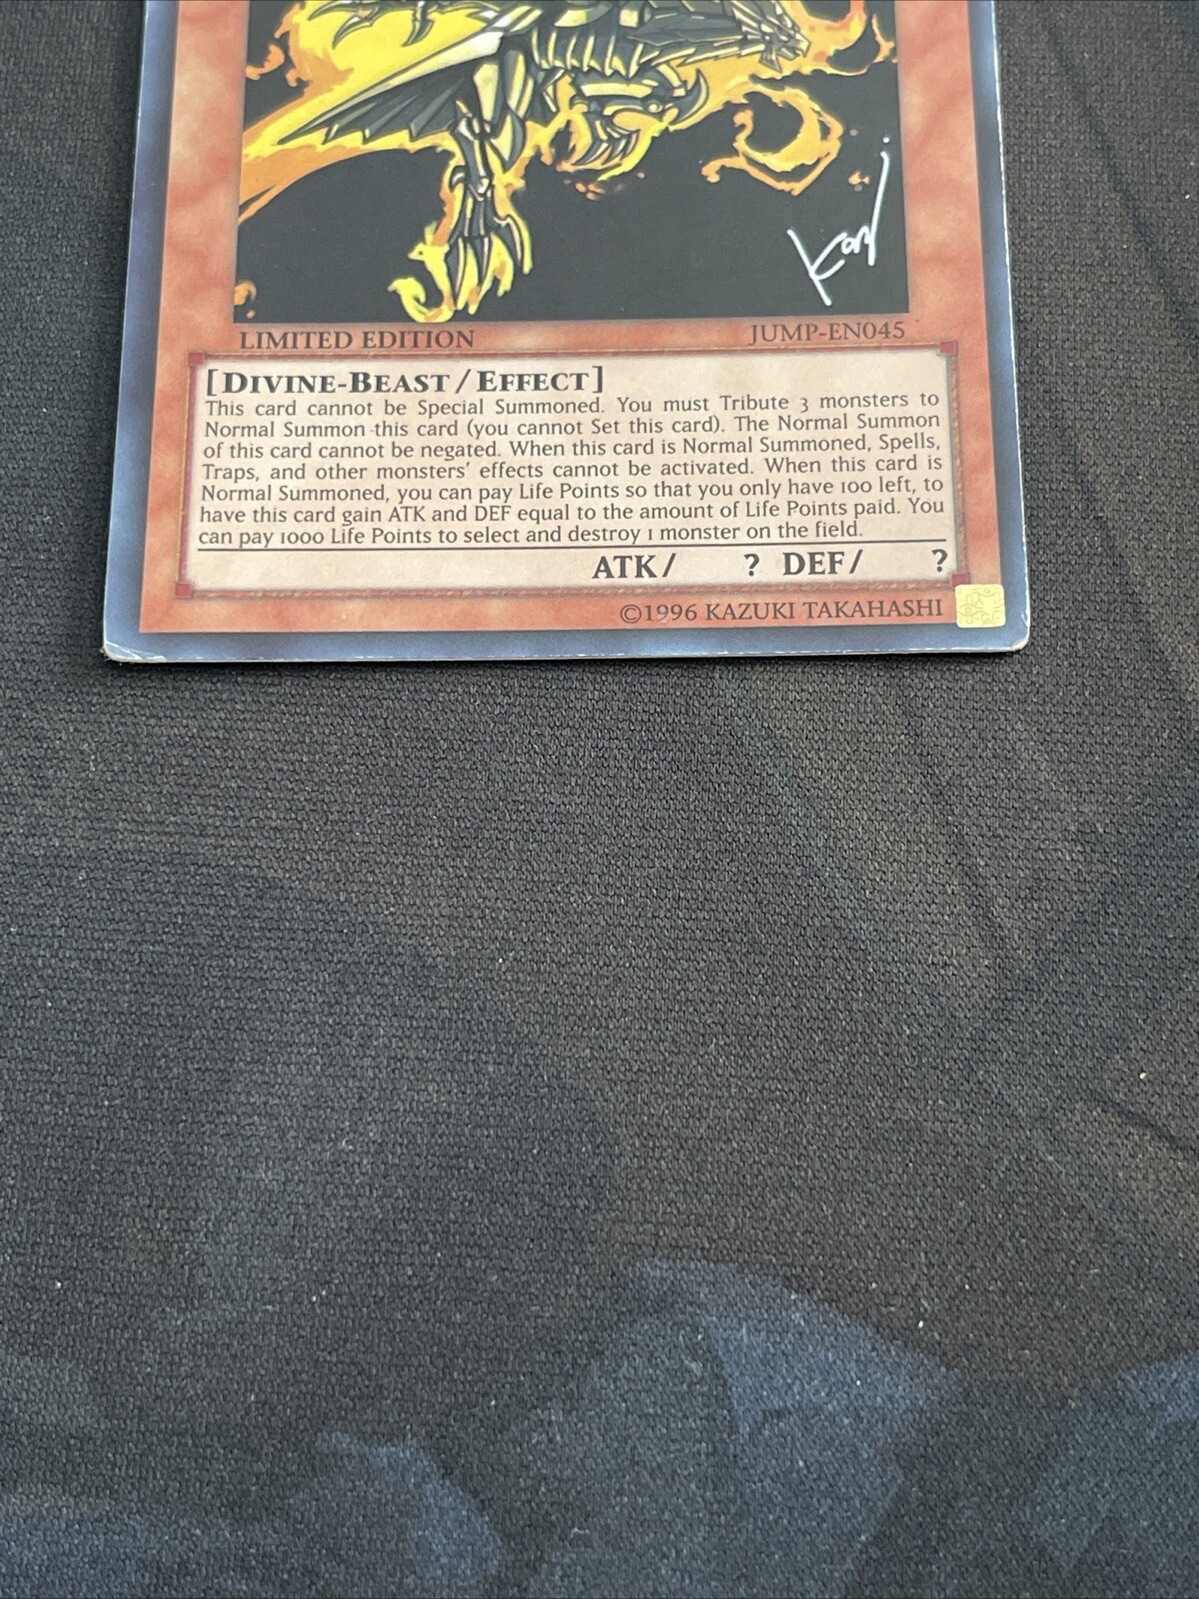 Kazuki
LIMITED EDITION JUMP-EN045
[DIVINE-BEAST/EFFECT]
This card cannot be Special Summoned. You must Tribute 3 monsters to
Normal Summon this card (you cannot Set this card). The Normal Summon
of this card cannot be negated. When this card is Normal Summoned, Spells,
Traps, and other monsters' effects cannot be activated. When this card is
Normal Summoned, you can pay Life Points so that you only have 100 left, to
have this card gain ATK and DEF equal to the amount of Life Points paid. You
can pay 1000 Life Points to select and destroy 1 monster on the field.
ATK/ ? DEF/ ?
©1996 KAZUKI TAKAHASHI